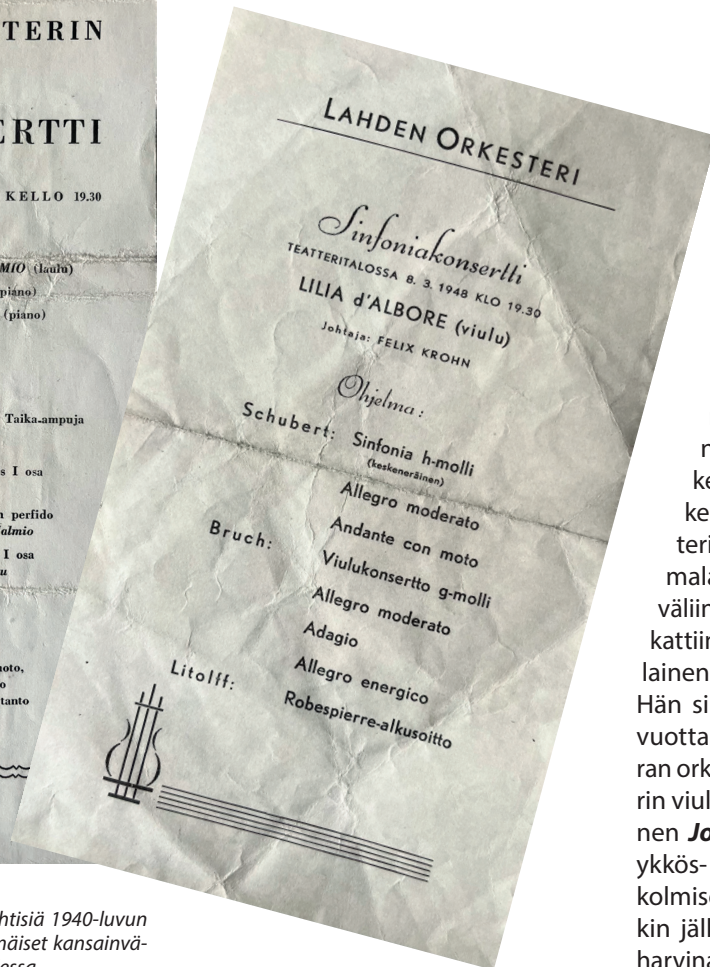 TERIN
ERTTI
KELLO 19.30
MIO (laulu)
piano)
(piano)
Taika-ampuja
s I osa
n perfido
almio
I osa
u
noto,
o
tanto
LAHDEN ORKESTERI
Sinfoniakonsertti
TEATTERITALOSSA 8. 3. 1948 KLO 19.30
LILIA d'ALBORE (viulu)
Johtaja: FELIX KROHN
Ohjelma:
Schubert: Sinfonia h-molli
(keskeneräinen)
Allegro moderato
Andante con moto
Bruch: Viulukonsertto g-molli
Allegro moderato
Adagio
Allegro energico
Litolff: Robespierre-alkusoitto
htisiä 1940-luvun
mäiset kansainvä-
essa
n
ke
ke
teri
mala
väliin
kattiin
lainen
Hän si
vuotta
ran ork
rin viul
nen Jo
ykkös-
kolmise
kin jäll
harvina